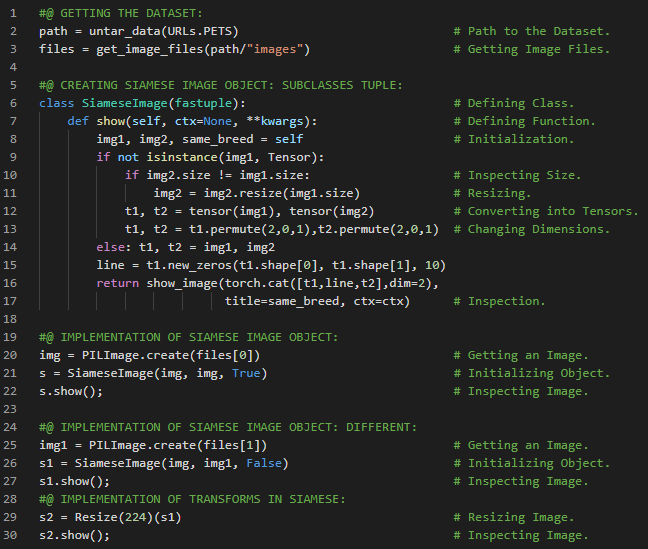 1 #@ GETTING THE DATASET:
2 path = untar_data(URLs.PETS) # Path to the Dataset.
3 files = get_image_files(path/"images") # Getting Image Files.
4
5 #@ CREATING SIAMESE IMAGE OBJECT: SUBCLASSES TUPLE:
6 class SiameseImage(fastuple): # Defining Class.
7     def show(self, ctx=None, **kwargs): # Defining Function.
8         img1, img2, same_breed = self # Initialization.
9         if not isinstance(img1, Tensor):
10             if img2.size != img1.size: # Inspecting Size.
11                 img2 = img2.resize(img1.size) # Resizing.
12             t1, t2 = tensor(img1), tensor(img2) # Converting into Tensors.
13             t1, t2 = t1.permute(2,0,1),t2.permute(2,0,1) # Changing Dimensions.
14         else: t1, t2 = img1, img2
15         line = t1.new_zeros(t1.shape[0], t1.shape[1], 10)
16         return show_image(torch.cat([t1,line,t2],dim=2),
17                           title=same_breed, ctx=ctx) # Inspection.
18
19 #@ IMPLEMENTATION OF SIAMESE IMAGE OBJECT:
20 img = PILImage.create(files[0]) # Getting an Image.
21 s = SiameseImage(img, img, True) # Initializing Object.
22 s.show(); # Inspecting Image.
23
24 #@ IMPLEMENTATION OF SIAMESE IMAGE OBJECT: DIFFERENT:
25 img1 = PILImage.create(files[1]) # Getting an Image.
26 s1 = SiameseImage(img, img1, False) # Initializing Object.
27 s1.show(); # Inspecting Image.
28 #@ IMPLEMENTATION OF TRANSFORMS IN SIAMESE:
29 s2 = Resize(224)(s1) # Resizing Image.
30 s2.show(); # Inspecting Image.